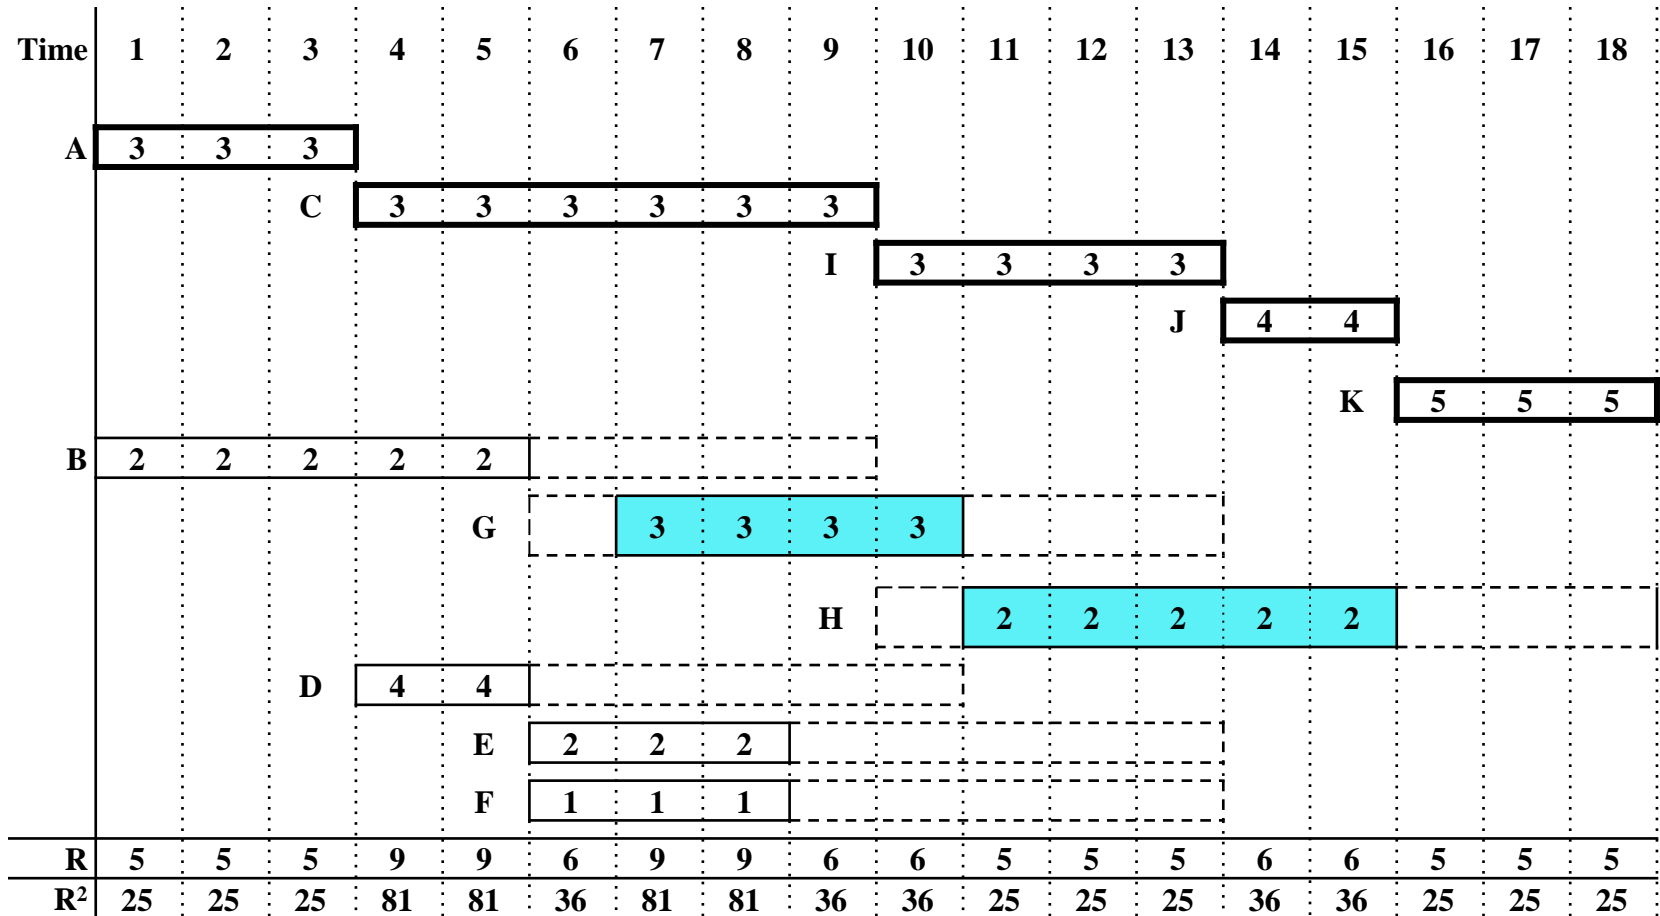 Time 1 2 3 4 5 6 7 8 9 10 11 12 13 14 15 16 17 18
A 3 3 3
C 3 3 3 3 3 3
I 3 3 3 3
J 4 4
K 5 5 5
B 2 2 2 2 2
G 3 3 3 3
H 2 2 2 2 2
D 4 4
E 2 2 2
F 1 1 1
R 5 5 5 9 9 6 9 9 6 6 5 5 5 6 6 5 5 5
R² 25 25 25 81 81 36 81 81 36 36 25 25 25 36 36 25 25 25